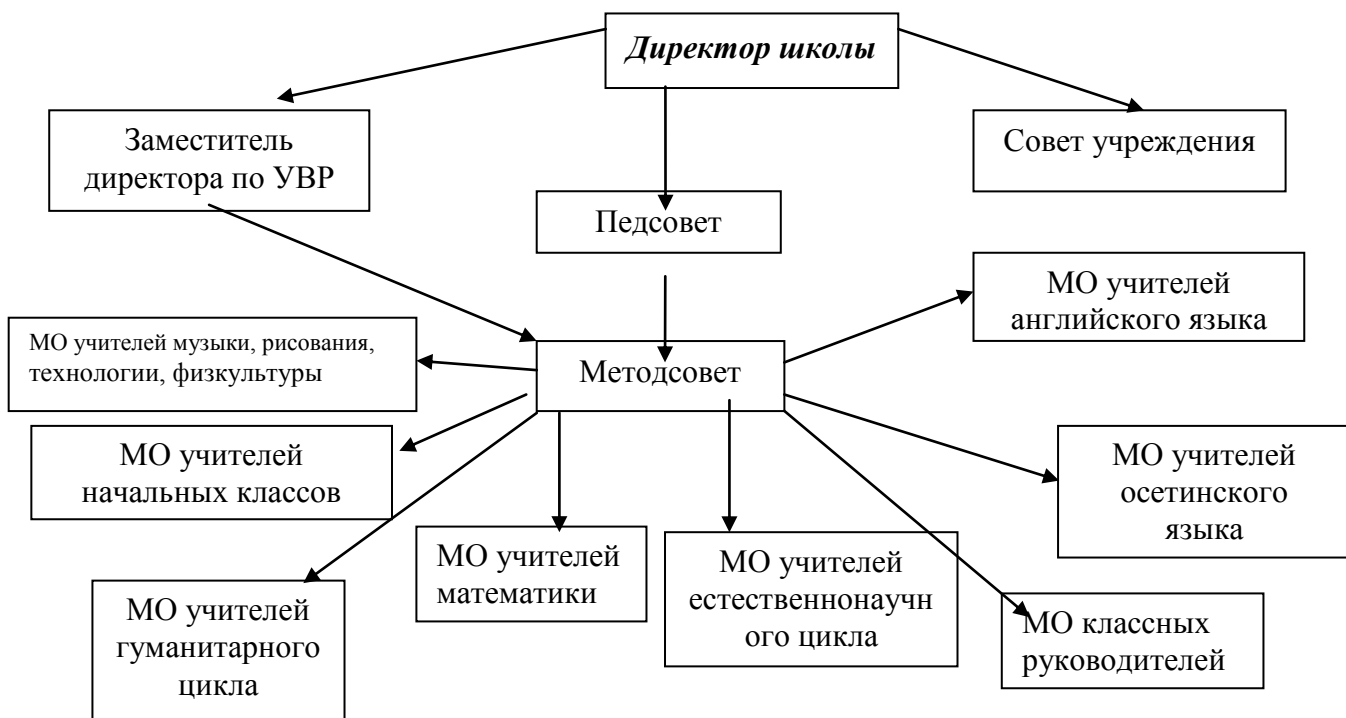 Директор школы
Заместитель
директора по УВР
Совет учреждения
Педсовет
МО учителей
английского языка
МО учителей музыки, рисования,
технологии, физкультуры
Методсовет
МО учителей
начальных классов
МО учителей
осетинского
языка
МО учителей
математики
МО учителей
естественнонаучн
ого цикла
МО учителей
гуманитарного
цикла
МО классных
руководителей